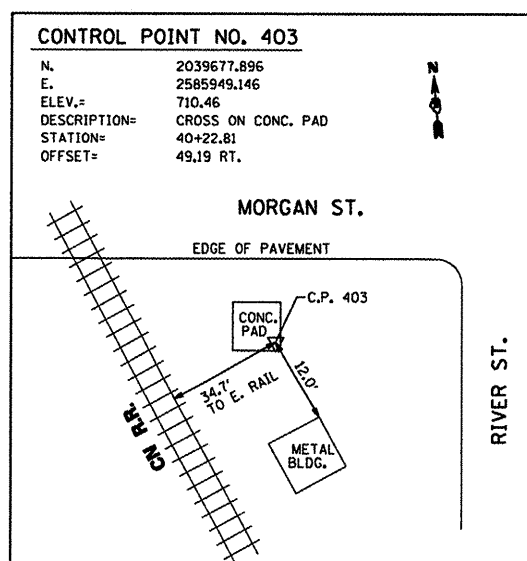 CONTROL POINT NO. 403
N. 2039677.896
E. 2585949.146
ELEV.= 710.46
DESCRIPTION= CROSS ON CONC. PAD
STATION= 40+22.81
OFFSET= 49.19 RT.
N
MORGAN ST.
EDGE OF PAVEMENT
C.P. 403
CONC.
PAD
12.0'
34.7'
TO E. RAIL
CN R.R.
METAL
BLDG.
RIVER ST.